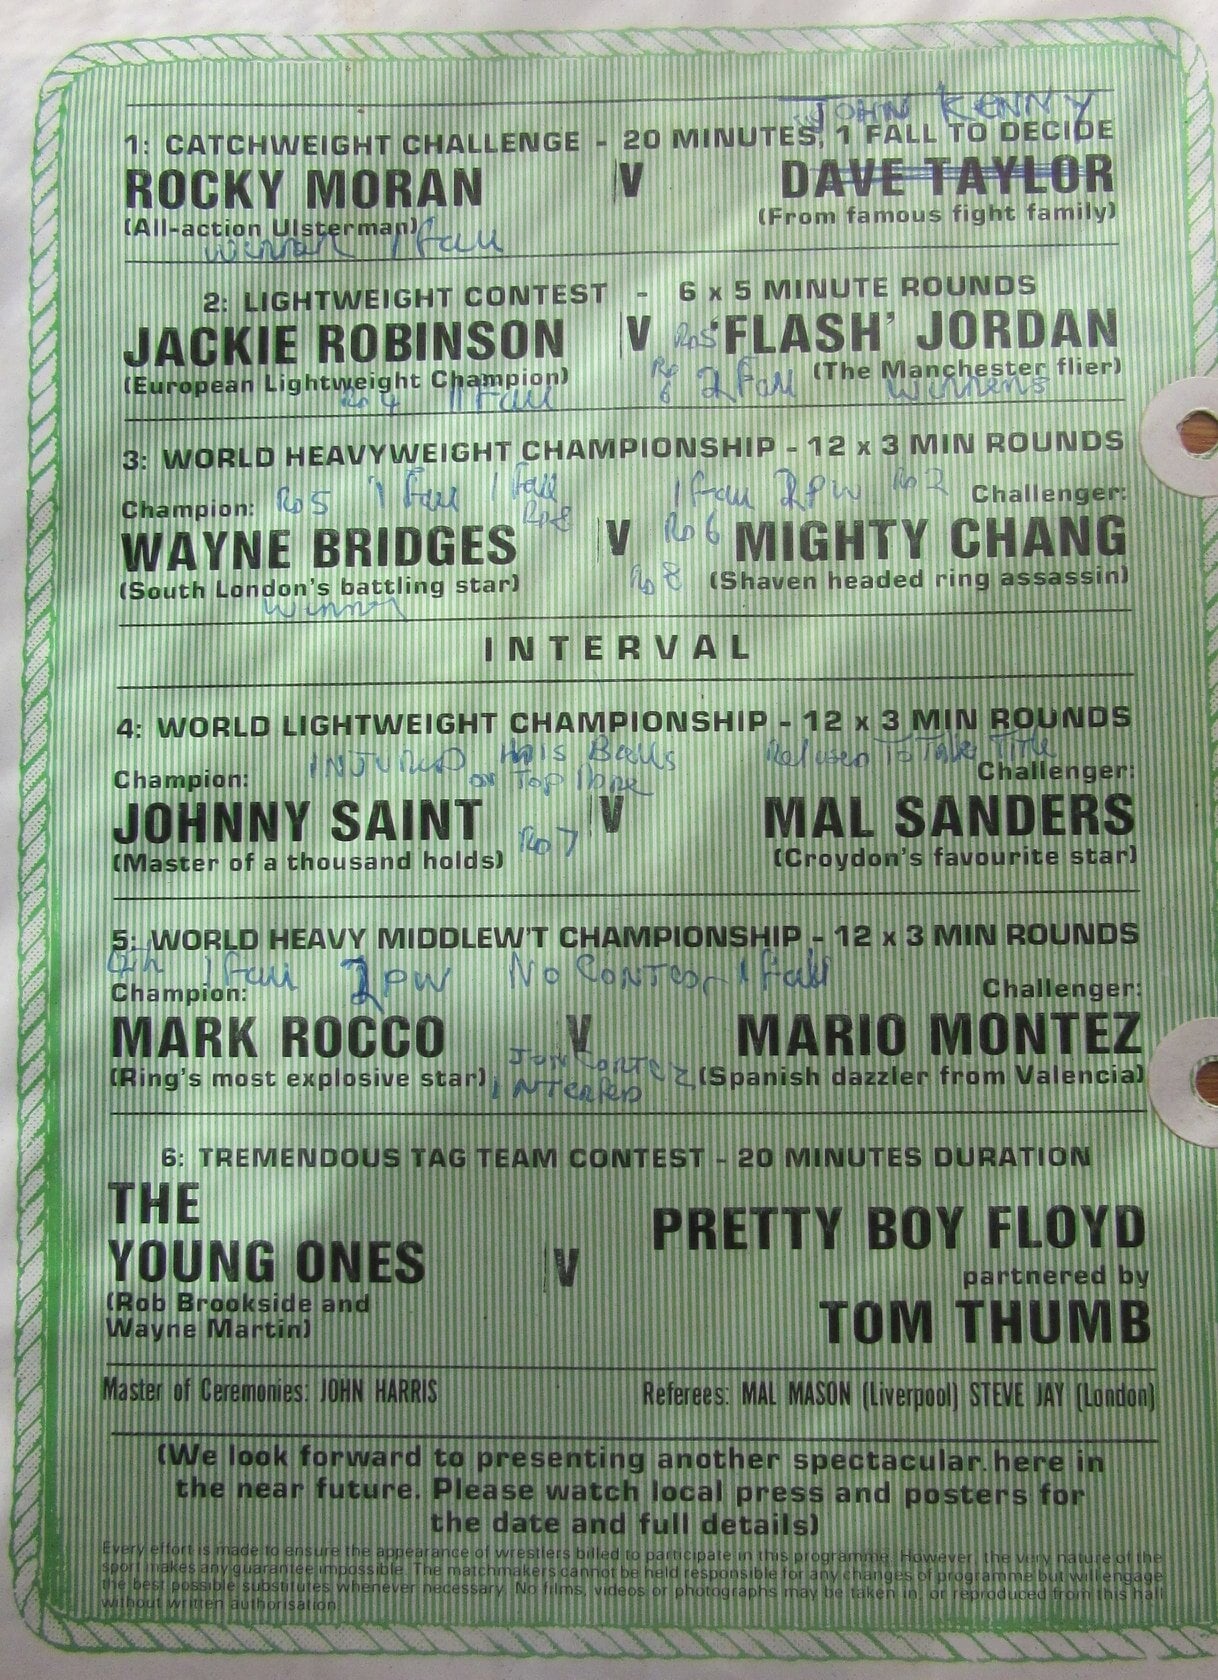 JOHN KENNY
1: CATCHWEIGHT CHALLENGE - 20 MINUTES, 1 FALL TO DECIDE
ROCKY MORAN V DAVE TAYLOR
(All-action Ulsterman) (From famous fight family)
Winner 1 fall
2: LIGHTWEIGHT CONTEST - 6 x 5 MINUTE ROUNDS
JACKIE ROBINSON V Ro5 'FLASH' JORDAN
(European Lightweight Champion) Ro 6 2 Fall (The Manchester flier)
Ro 4 1 Fall Winners
3: WORLD HEAVYWEIGHT CHAMPIONSHIP - 12 x 3 MIN ROUNDS
Champion: Ro 5 1 Fall 1 Fall Ro 8 1 fall 2 PW Ro 2 Challenger:
WAYNE BRIDGES V Ro 6 MIGHTY CHANG
(South London's battling star) Ro 8 (Shaven headed ring assassin)
Winner
INTERVAL
4: WORLD LIGHTWEIGHT CHAMPIONSHIP - 12 x 3 MIN ROUNDS
INJURED His Balls Refused To Take Title
Champion: on Top Rope Challenger:
JOHNNY SAINT V MAL SANDERS
(Master of a thousand holds) Ro 7 (Croydon's favourite star)
5: WORLD HEAVY MIDDLEW'T CHAMPIONSHIP - 12 x 3 MIN ROUNDS
1 Fall 2 PW No Contest 1 Fall
Champion: Challenger:
MARK ROCCO V MARIO MONTEZ
(Ring's most explosive star) JON CORTEZ (Spanish dazzler from Valencia)
6: TREMENDOUS TAG TEAM CONTEST - 20 MINUTES DURATION
THE
YOUNG ONES V PRETTY BOY FLOYD
partnered by
(Rob Brookside and TOM THUMB
Wayne Martin)
Master of Ceremonies: JOHN HARRIS Referees: MAL MASON (Liverpool) STEVE JAY (London)
(We look forward to presenting another spectacular. here in
the near future. Please watch local press and posters for
the date and full details)
Every effort is made to ensure the appearance of wrestlers billed to participate in this programme. However, the very nature of the
sport makes any guarantee impossible. The matchmakers cannot be held responsible for any changes of programme but will engage
the best possible substitutes whenever necessary. No films, videos or photographs may be taken in, or reproduced from this hall
without written authorisation.